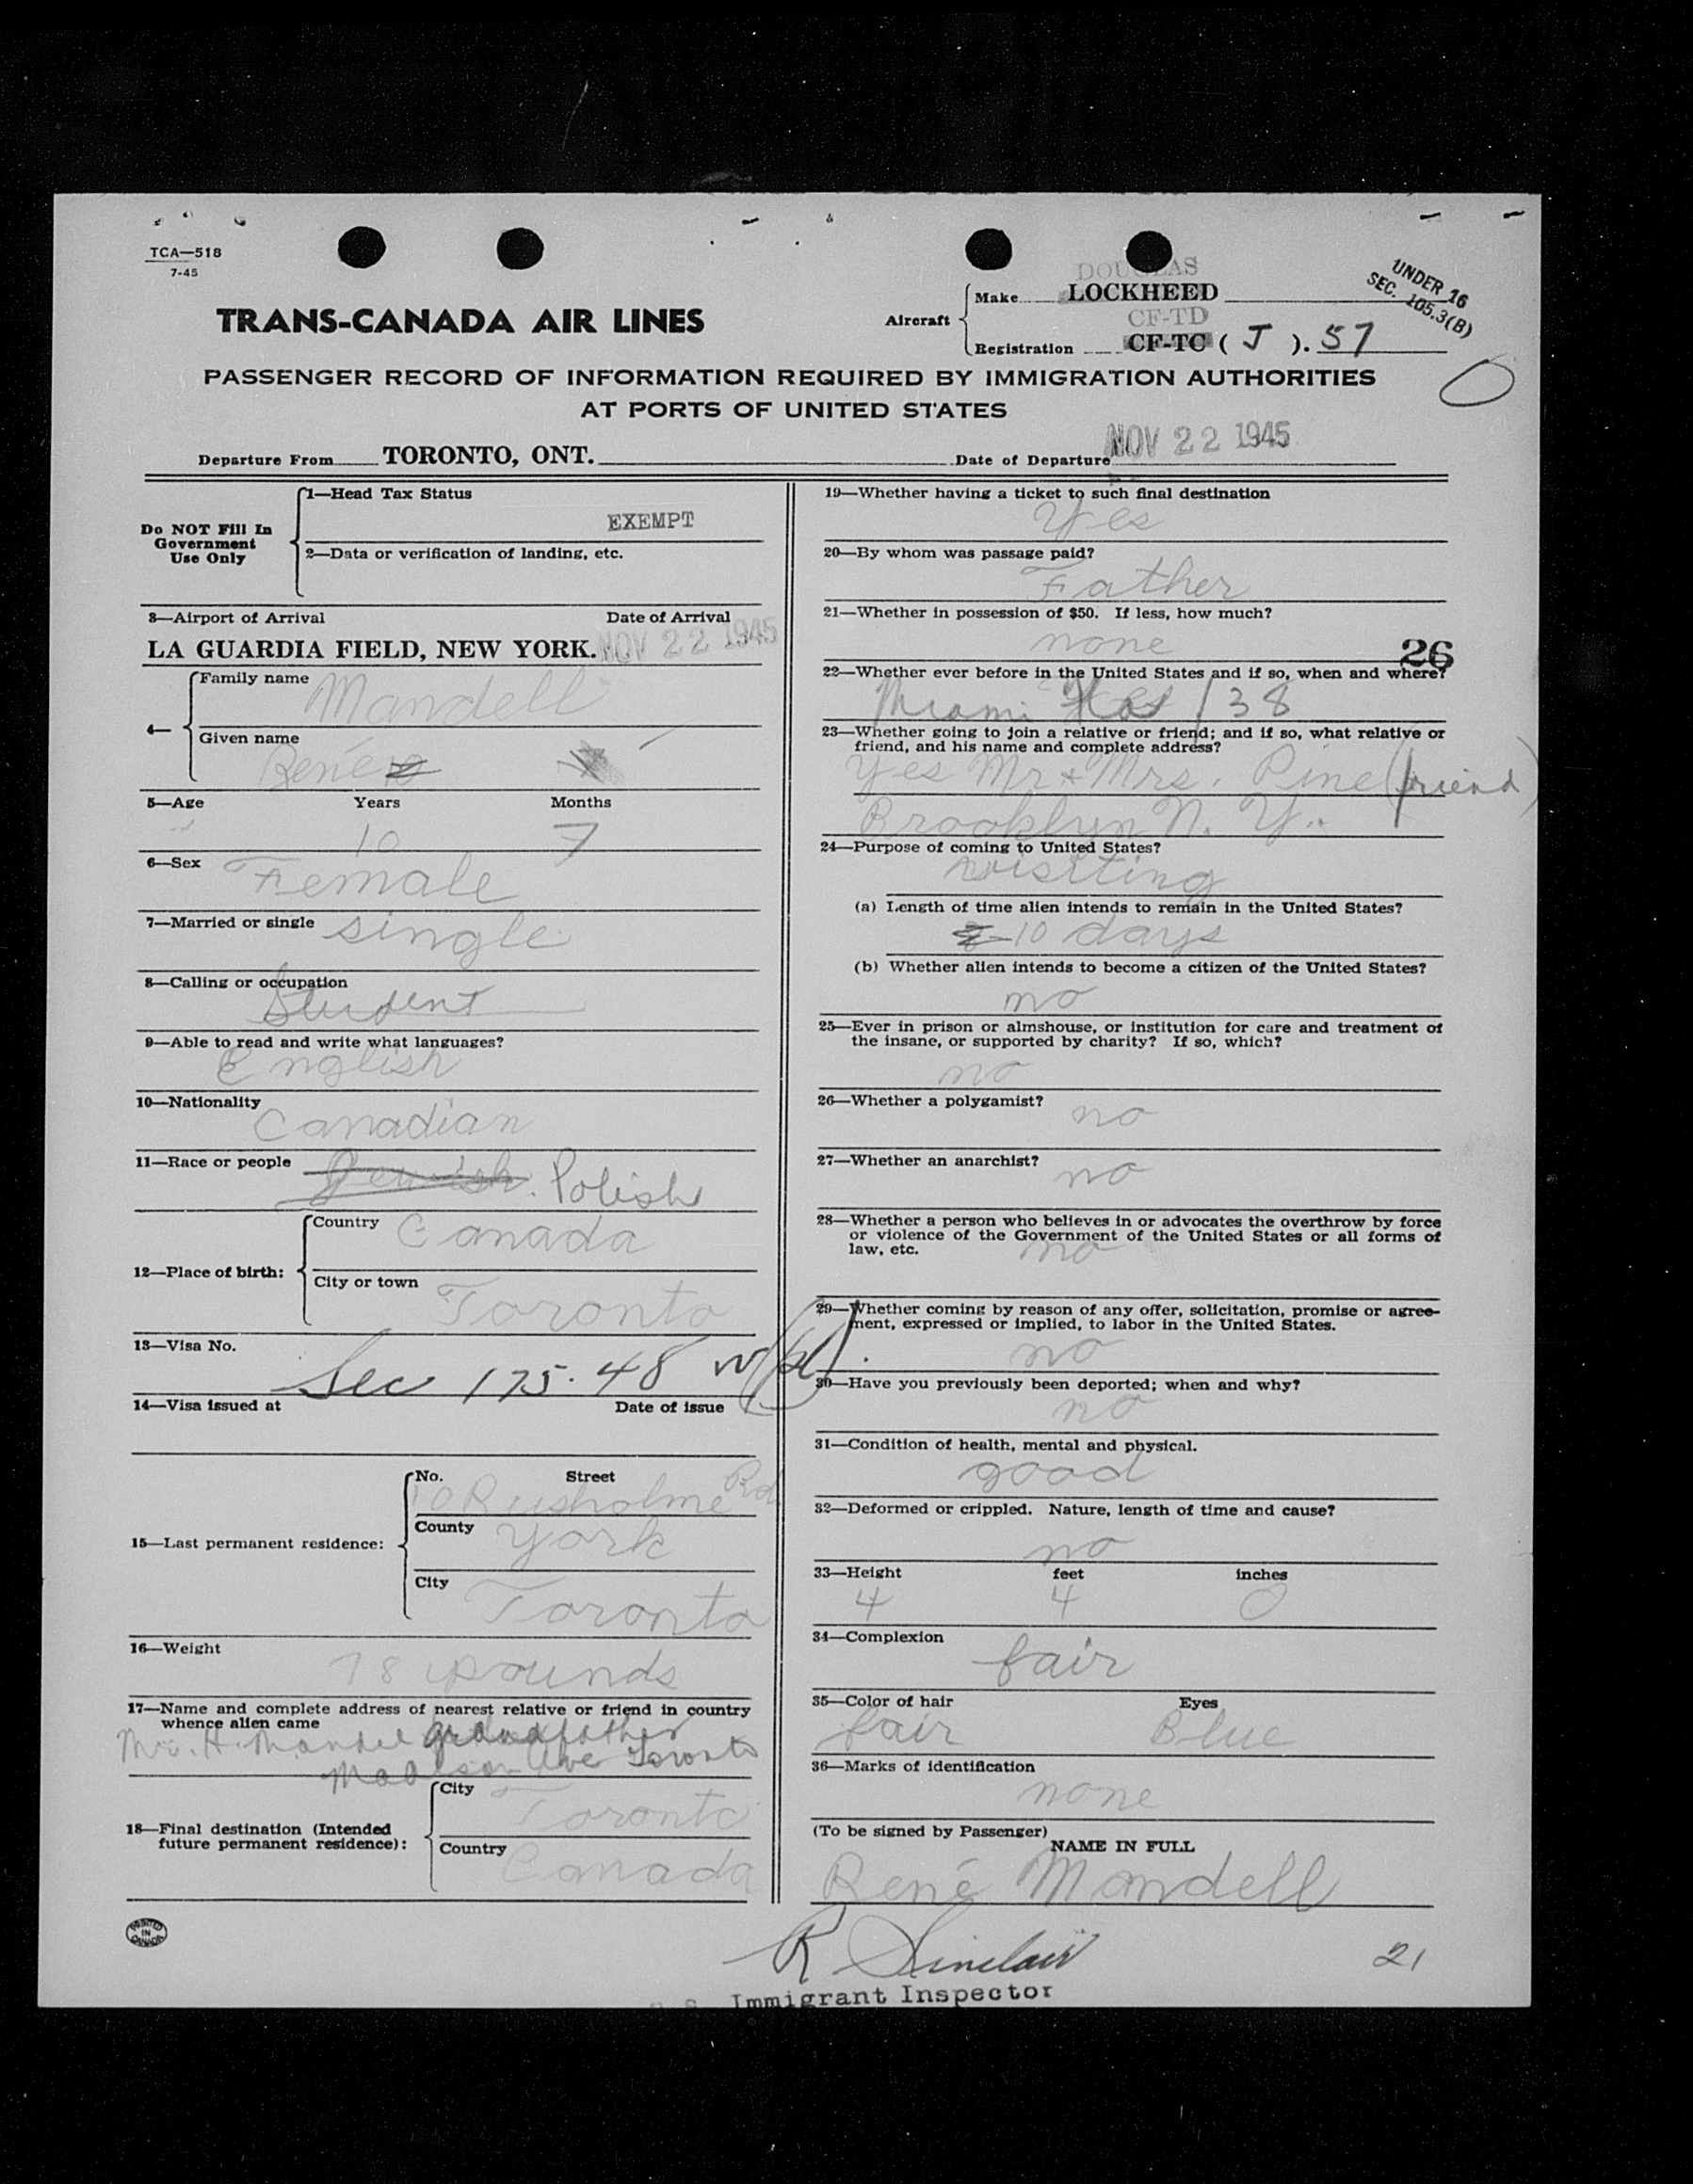 TCA—518
7-45
UNDER 16
SEC. 105.3(B)
TRANS-CANADA AIR LINES
Aircraft
DOUGLAS
Make LOCKHEED
CF-TD
Registration CF-TC ( J ). 57
PASSENGER RECORD OF INFORMATION REQUIRED BY IMMIGRATION AUTHORITIES
AT PORTS OF UNITED STATES
Departure From TORONTO, ONT. Date of Departure NOV 22 1945
Do NOT Fill In
Government
Use Only
1—Head Tax Status
EXEMPT
2—Data or verification of landing, etc.
3—Airport of Arrival Date of Arrival
LA GUARDIA FIELD, NEW YORK. NOV 22 1945
4—
Family name Mandell
Given name
René
5—Age Years Months
10 7
6—Sex Female
7—Married or single single
8—Calling or occupation
Student
9—Able to read and write what languages?
English
10—Nationality
Canadian
11—Race or people Jewish. Polish
12—Place of birth:
Country Canada
City or town
Toronto
13—Visa No.
Sec 175.48
14—Visa issued at Date of issue
15—Last permanent residence:
No. Street
Rusholme Rd
County York
City
Toronto
16—Weight
78 pounds
17—Name and complete address of nearest relative or friend in country
whence alien came
Mr. H. Mandel grandfather
Madison Ave Toronto
18—Final destination (Intended
future permanent residence):
City
Toronto
Country
Canada
PRINTED
IN
CANADA
19—Whether having a ticket to such final destination
Yes
20—By whom was passage paid?
Father
21—Whether in possession of $50. If less, how much?
none
26
22—Whether ever before in the United States and if so, when and where?
Miami Fla / 38
23—Whether going to join a relative or friend; and if so, what relative or
friend, and his name and complete address?
Yes Mr & Mrs. Pine (friend)
Brooklyn N. Y.
24—Purpose of coming to United States?
visiting
(a) Length of time alien intends to remain in the United States?
10 days
(b) Whether alien intends to become a citizen of the United States?
no
25—Ever in prison or almshouse, or institution for care and treatment of
the insane, or supported by charity? If so, which?
no
26—Whether a polygamist?
no
27—Whether an anarchist?
no
28—Whether a person who believes in or advocates the overthrow by force
or violence of the Government of the United States or all forms of
law, etc. no
29—Whether coming by reason of any offer, solicitation, promise or agree-
ment, expressed or implied, to labor in the United States.
no
30—Have you previously been deported; when and why?
no
31—Condition of health, mental and physical.
good
32—Deformed or crippled. Nature, length of time and cause?
no
33—Height feet inches
4 4 0
34—Complexion
fair
35—Color of hair Eyes
fair Blue
36—Marks of identification
none
(To be signed by Passenger)
NAME IN FULL
René Mandell
R Sinclair
Immigrant Inspector
21